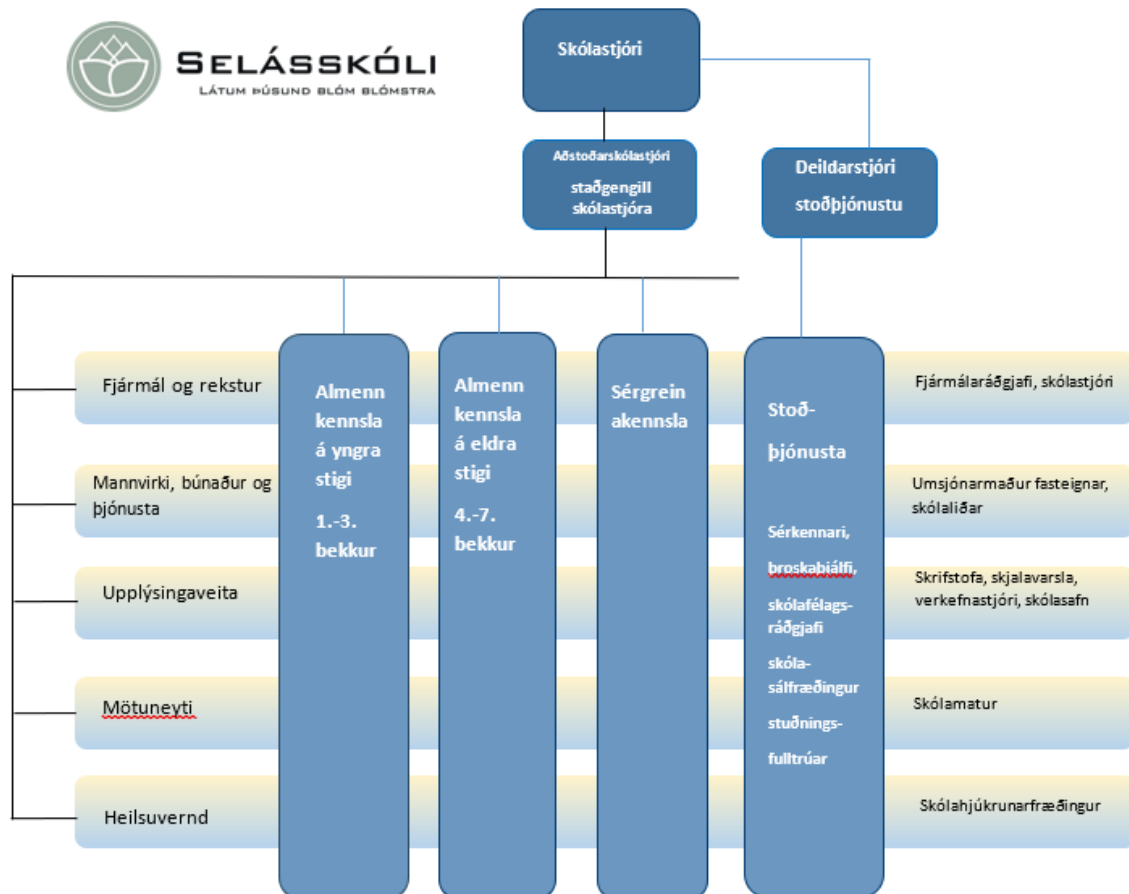 SELÁSSKÓLI
LÁTUM ÞÚSUND BLÓM BLÓMSTRA
Skólastjóri
Aðstoðarskólastjóri
staðgengill
skólastjóra
Deildarstjóri
stoðþjónustu
Fjármál og rekstur
Mannvirki, búnaður og
þjónusta
Upplýsingaveita
Mötuneyti
Heilsuvernd
Almenn
kennsla
á yngra
stigi
1.-3.
bekkur
Almenn
kennsla
á eldra
stigi
4.-7.
bekkur
Sérgrein
akennsla
Stoð-
þjónusta
Sérkennari,
þroskaþjálfi,
skólafélags-
ráðgjafi
skóla-
sálfræðingur
stuðnings-
fulltrúar
Fjármálaráðgjafi, skólastjóri
Umsjónarmaður fasteignar,
skólaliðar
Skrifstofa, skjalavarsla,
verkefnastjóri, skólasafn
Skólamatur
Skólahjúkrunarfræðingur